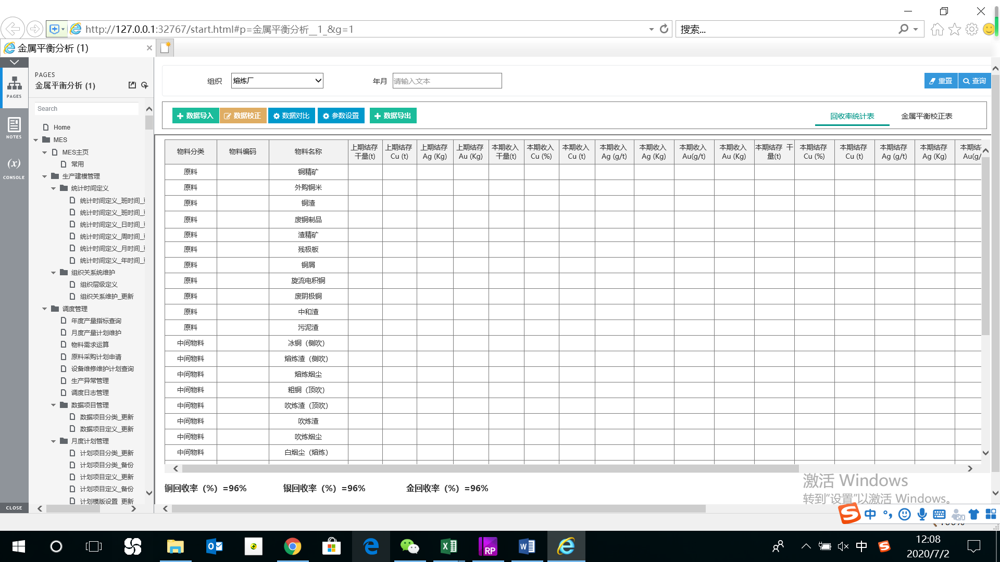 http://127.0.0.1:32767/start.html#p=金属平衡分析__1_&g=1
搜索...
金属平衡分析 (1)
PAGES
金属平衡分析 (1)
PAGES
NOTES
(x)
CONSOLE
CLOSE
Search
Home
MES
MES主页
常用
生产建模管理
统计时间定义
统计时间定义_班时间_
统计时间定义_班时间_
统计时间定义_日时间_
统计时间定义_周时间_
统计时间定义_月时间_
统计时间定义_年时间_
组织关系统维护
组织层级定义
组织关系维护_更新
调度管理
年度产量指标查询
月度产量计划维护
物料需求运算
原料采购计划申请
设备维修维护计划查询
生产异常管理
调度日志管理
数据项目管理
数据项目分类_更新
数据项目定义_更新
月度计划管理
计划项目分类_更新
计划项目分类_备份
计划项目定义_更新
计划项目定义_备份
计划模版设置_更新
组织 熔炼厂 年月 请输入文本 重置 查询
数据导入 数据校正 数据对比 参数设置 数据导出 回收率统计表 金属平衡校正表
物料分类 物料编码 物料名称 上期结存 干量(t) 上期结存 Cu (t) 上期结存 Ag (Kg) 上期结存 Au (Kg) 本期收入 干量(t) 本期收入 Cu (%) 本期收入 Cu (t) 本期收入 Ag (g/t) 本期收入 Ag (Kg) 本期收入 Au(g/t) 本期收入 Au (Kg) 本期结存 干量(t) 本期结存 Cu (%) 本期结存 Cu (t) 本期结存 Ag (g/t) 本期结存 Ag (Kg) 本期结 Au(g/
原料 铜精矿
原料 外购铜米
原料 铜渣
原料 废铜制品
原料 渣精矿
原料 残极板
原料 铜屑
原料 旋流电积铜
原料 废阴极铜
原料 中和渣
原料 污泥渣
中间物料 冰铜（侧吹）
中间物料 熔炼渣（侧吹）
中间物料 熔炼烟尘
中间物料 粗铜（顶吹）
中间物料 吹炼渣（顶吹）
中间物料 吹炼渣
中间物料 吹炼烟尘
中间物料 白烟尘（熔炼）
铜回收率（%）=96% 银回收率（%）=96% 金回收率（%）=96%
激活 Windows
转到“设置”以激活 Windows。
中
中
12:08
2020/7/2